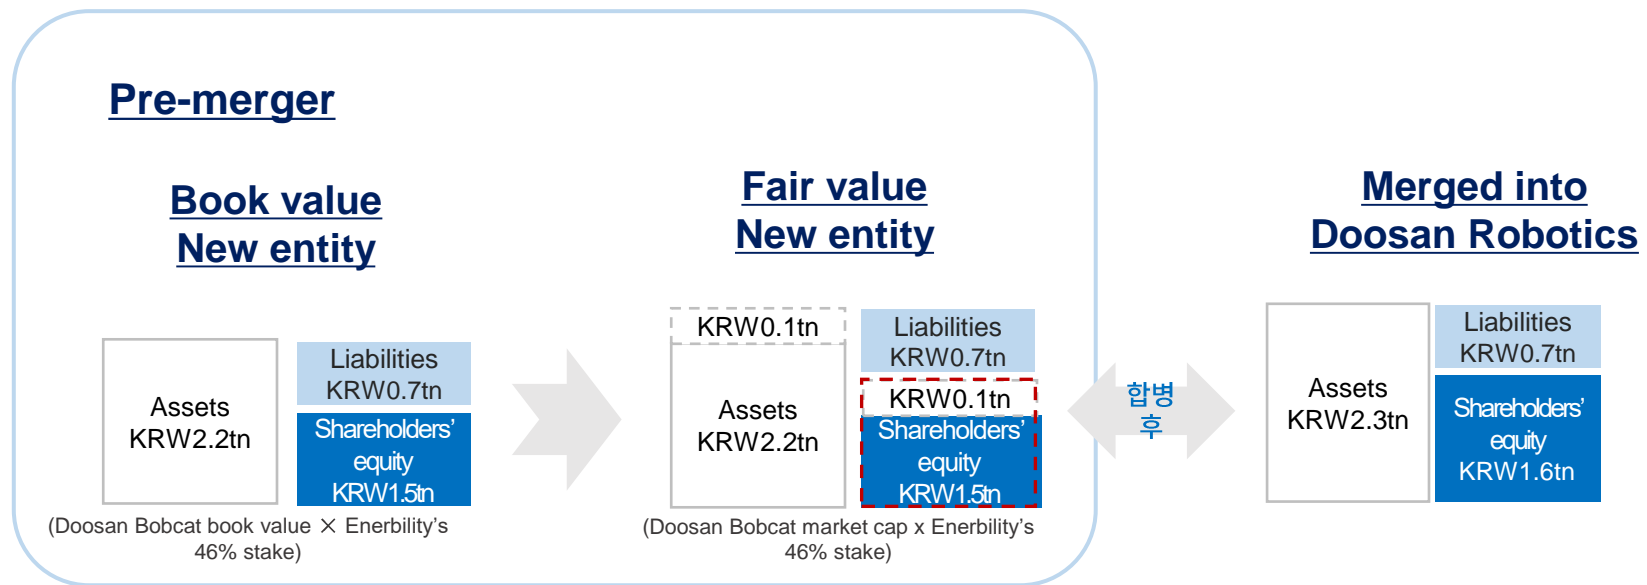 Pre-merger
Book value
New entity
Assets
KRW2.2tn
Liabilities
KRW0.7tn
Shareholders'
equity
KRW1.5tn
(Doosan Bobcat book value × Enerbility's
46% stake)
Fair value
New entity
KRW0.1tn
Assets
KRW2.2tn
Liabilities
KRW0.7tn
KRW0.1tn
Shareholders'
equity
KRW1.5tn
(Doosan Bobcat market cap x Enerbility's
46% stake)
합병
후
Merged into
Doosan Robotics
Assets
KRW2.3tn
Liabilities
KRW0.7tn
Shareholders'
equity
KRW1.6tn